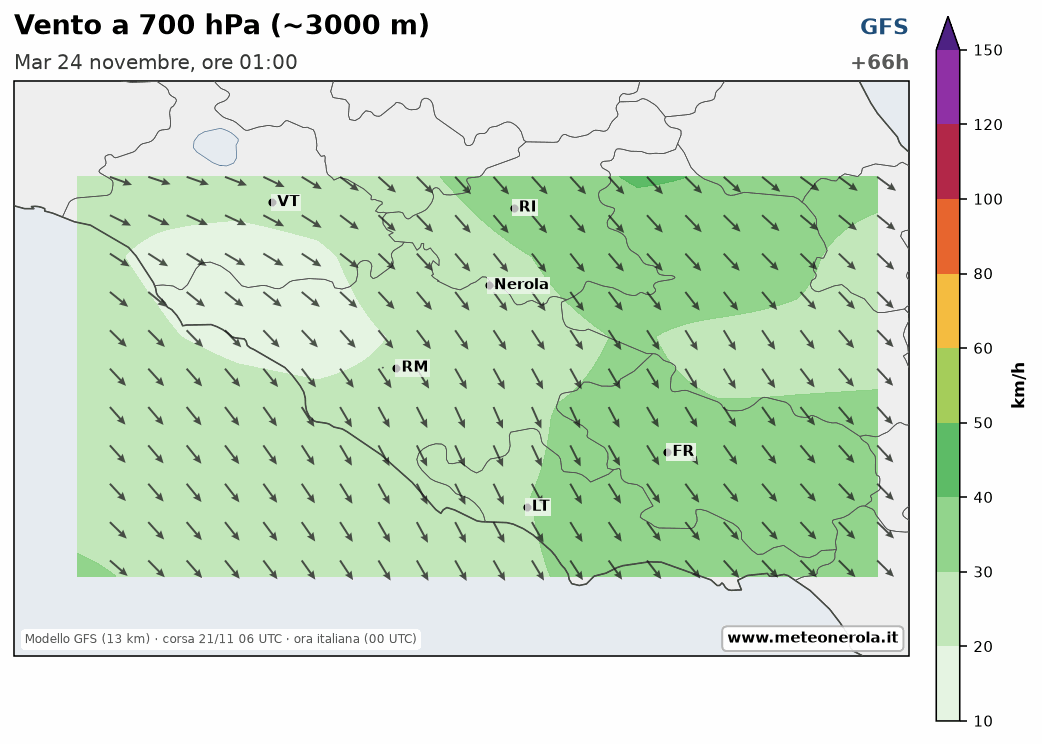 Vento a 700 hPa (~3000 m)
GFS
Mar 24 novembre, ore 01:00
+66h
VT
RI
Nerola
RM
FR
LT
Modello GFS (13 km) · corsa 21/11 06 UTC · ora italiana (00 UTC)
www.meteonerola.it
150
120
100
80
60
50
40
30
20
10
km/h